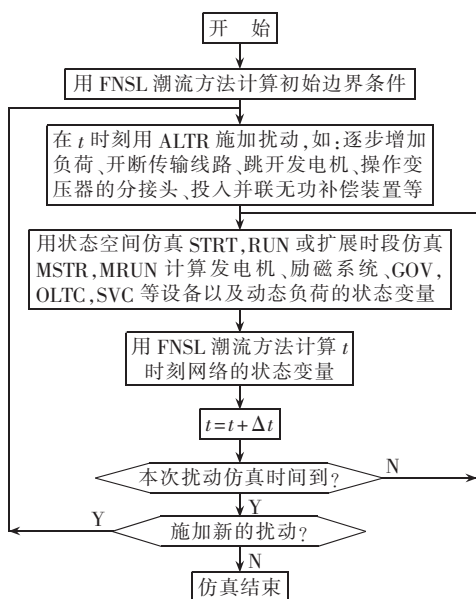 开 始
用 FNSL 潮流方法计算初始边界条件
在 t 时刻用 ALTR 施加扰动,如:逐步增加
负荷、开断传输线路、跳开发电机、操作变
压器的分接头、投入并联无功补偿装置等
用状态空间仿真 STRT,RUN 或扩展时段仿真
MSTR,MRUN 计算发电机、励磁系统、GOV,
OLTC,SVC 等设备以及动态负荷的状态变量
用 FNSL 潮流方法计算 t
时刻网络的状态变量
t=t+Δt
本次扰动仿真时间到?
N
Y
施加新的扰动?
Y
N
仿真结束